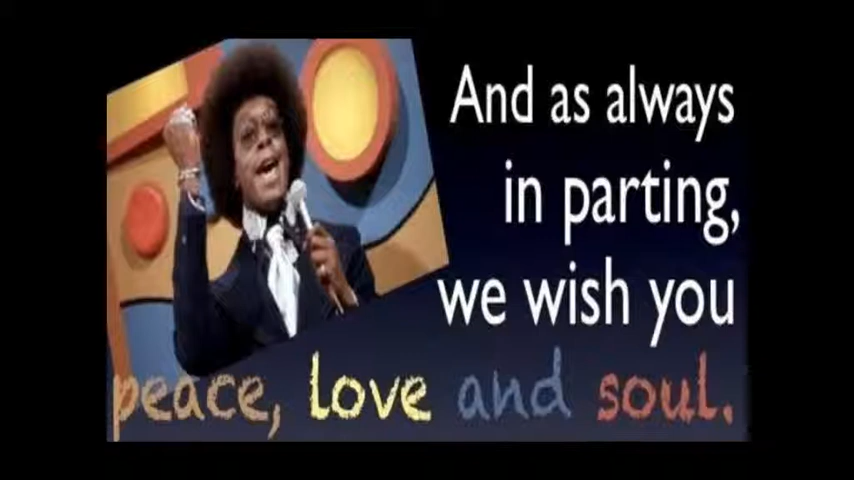 And as always
in parting,
we wish you
peace, love and soul.